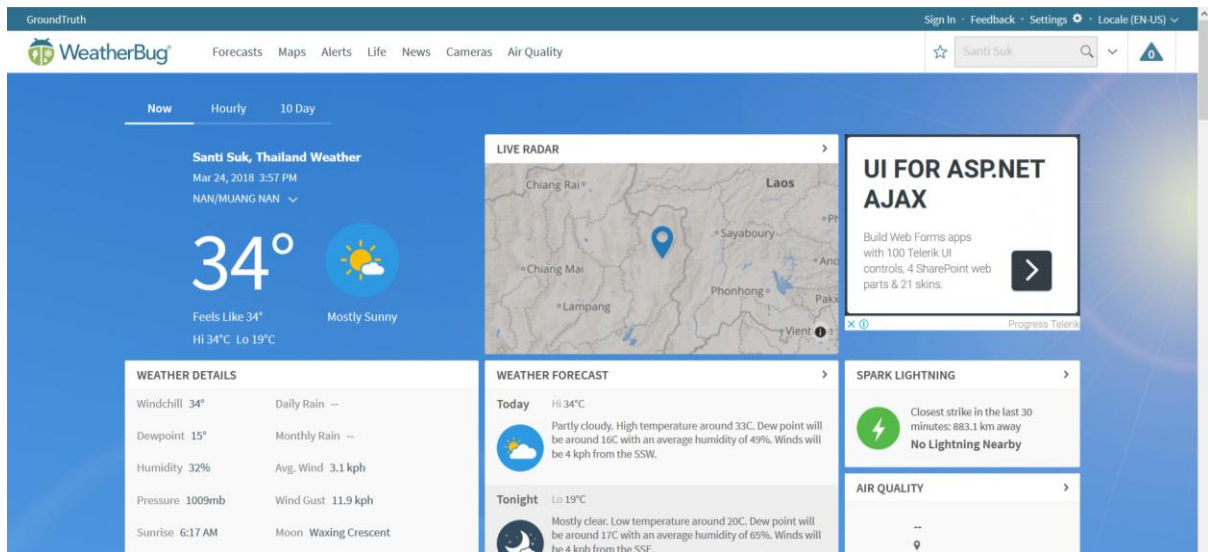 GroundTruth
Sign In · Feedback · Settings · Locale (EN-US)
WeatherBug
Forecasts Maps Alerts Life News Cameras Air Quality
Santi Suk
0
Now Hourly 10 Day
Santi Suk, Thailand Weather
Mar 24, 2018 3:57 PM
NAN/MUANG NAN
34°
Feels Like 34°
Mostly Sunny
Hi 34°C Lo 19°C
LIVE RADAR
Chiang Rai
Laos
Sayaboury
Chiang Mai
Phonhong
Lampang
UI FOR ASP.NET
AJAX
Build Web Forms apps
with 100 Telerik UI
controls, 4 SharePoint web
parts & 21 skins.
Progress Telerik
WEATHER DETAILS
Windchill 34° Daily Rain --
Dewpoint 15° Monthly Rain --
Humidity 32% Avg. Wind 3.1 kph
Pressure 1009mb Wind Gust 11.9 kph
Sunrise 6:17 AM Moon Waxing Crescent
WEATHER FORECAST
Today Hi 34°C
Partly cloudy. High temperature around 33C. Dew point will
be around 16C with an average humidity of 49%. Winds will
be 4 kph from the SSW.
Tonight Lo 19°C
Mostly clear. Low temperature around 20C. Dew point will
be around 17C with an average humidity of 65%. Winds will
be 4 kph from the SSE.
SPARK LIGHTNING
Closest strike in the last 30
minutes: 883.1 km away
No Lightning Nearby
AIR QUALITY
--